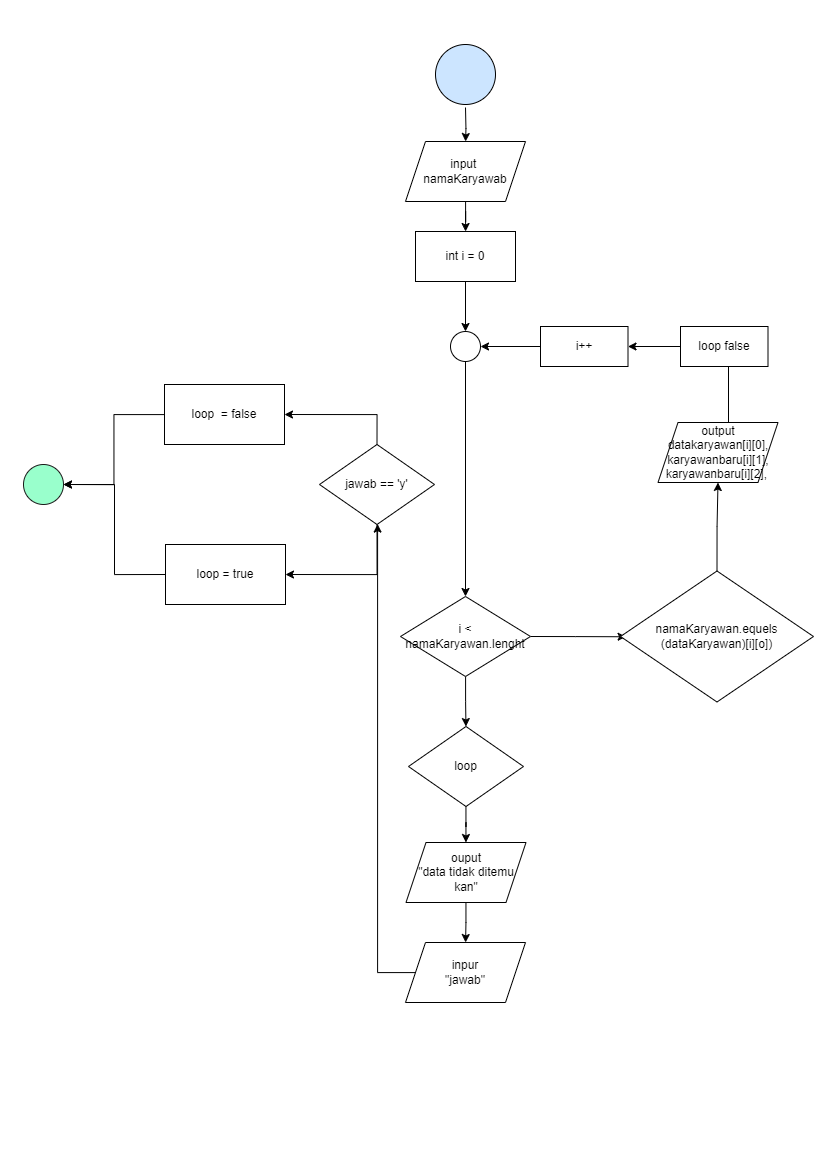 input
namaKaryawab
int i = 0
i++
loop false
output
datakaryawan[i][0],
karyawanbaru[i][1],
karyawanbaru[i][2],
loop  = false
jawab == 'y'
loop = true
i <
namaKaryawan.lenght
namaKaryawan.equels
(dataKaryawan)[i][o])
loop
ouput
"data tidak ditemu
kan"
inpur
"jawab"